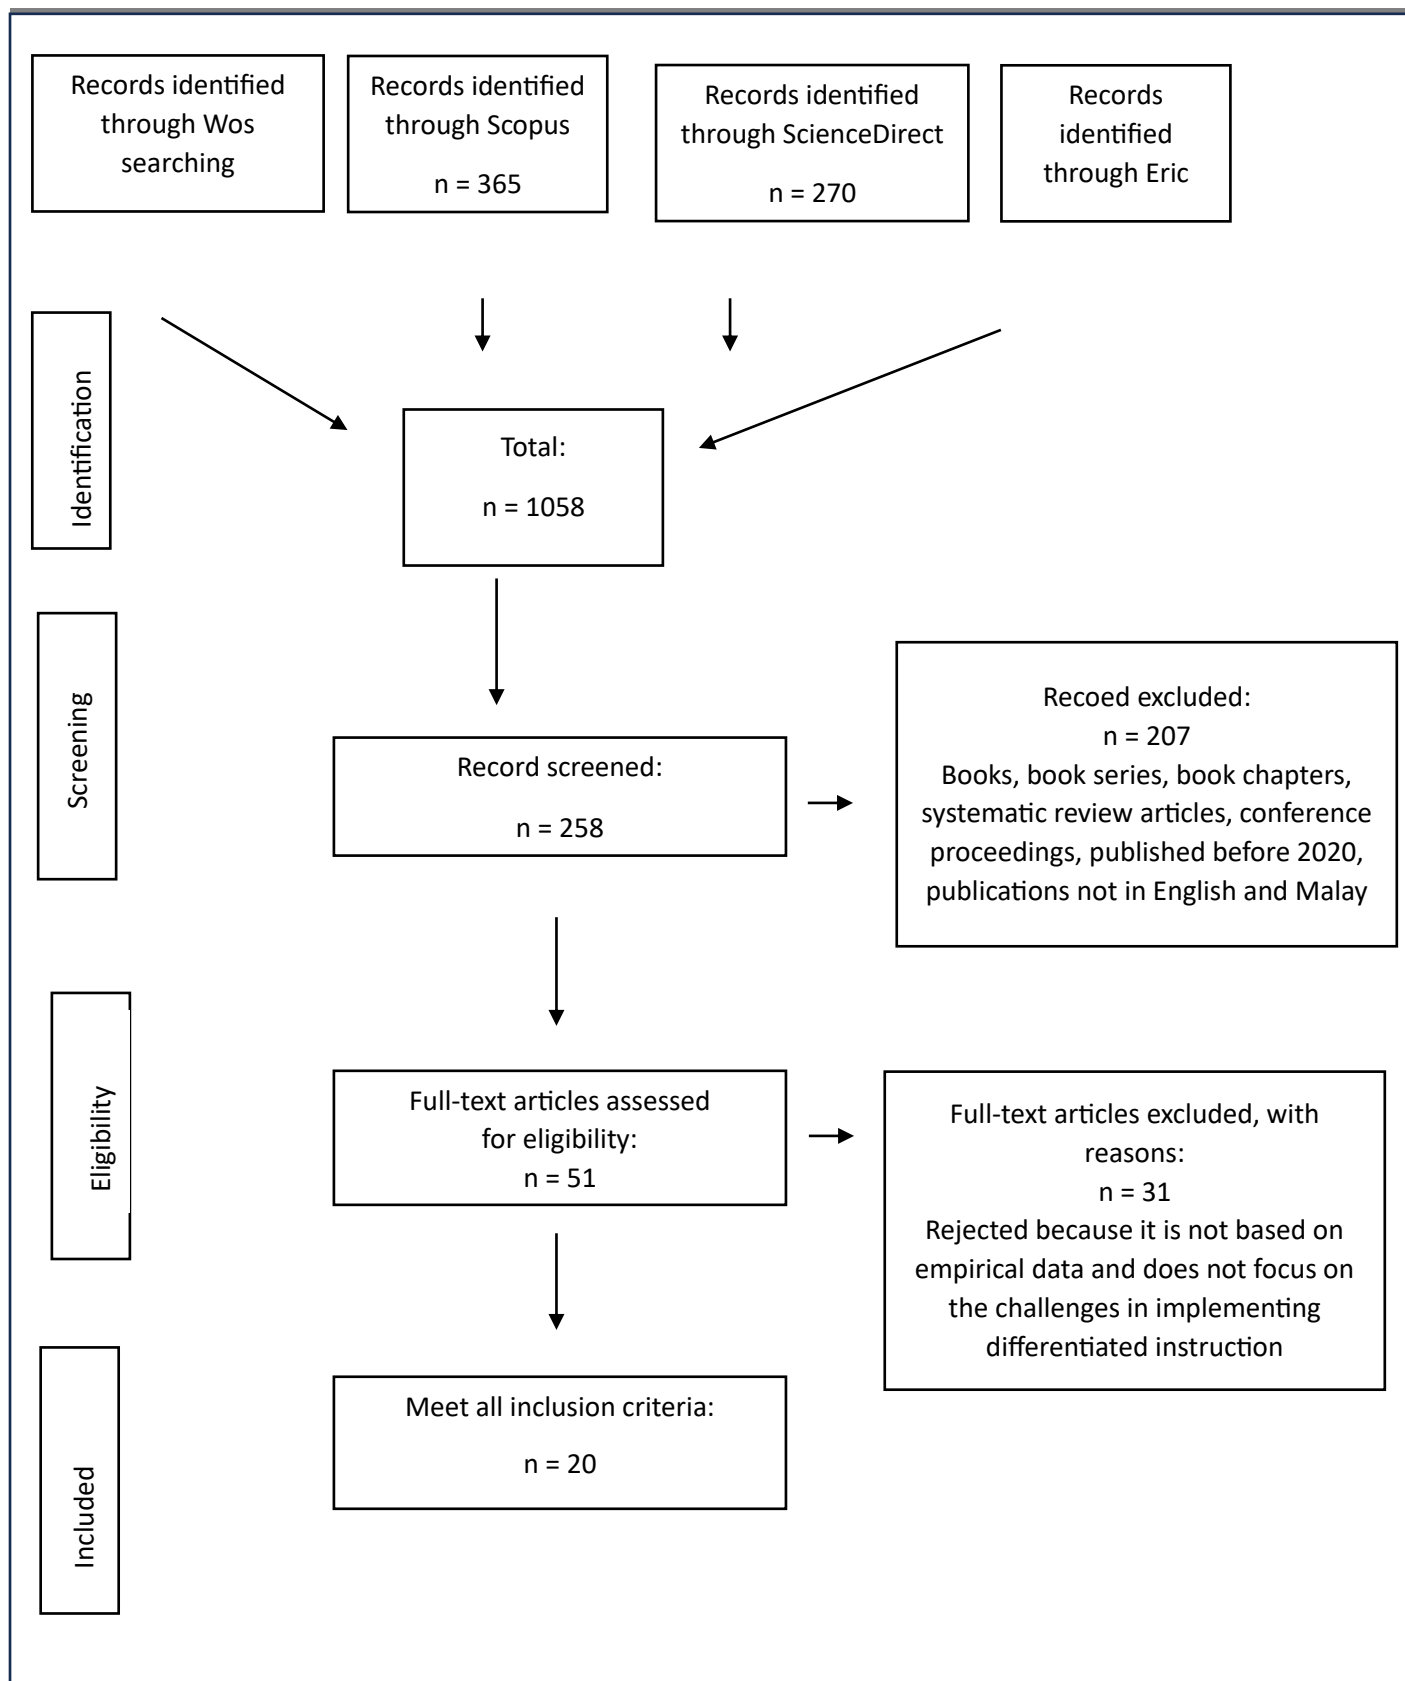 Records identified
through Wos
searching
Records identified
through Scopus
n = 365
Records identified
through ScienceDirect
n = 270
Records
identified
through Eric
Identification
Total:
n = 1058
Screening
Record screened:
n = 258
Recoed excluded:
n = 207
Books, book series, book chapters,
systematic review articles, conference
proceedings, published before 2020,
publications not in English and Malay
Eligibility
Full-text articles assessed
for eligibility:
n = 51
Full-text articles excluded, with
reasons:
n = 31
Rejected because it is not based on
empirical data and does not focus on
the challenges in implementing
differentiated instruction
Included
Meet all inclusion criteria:
n = 20